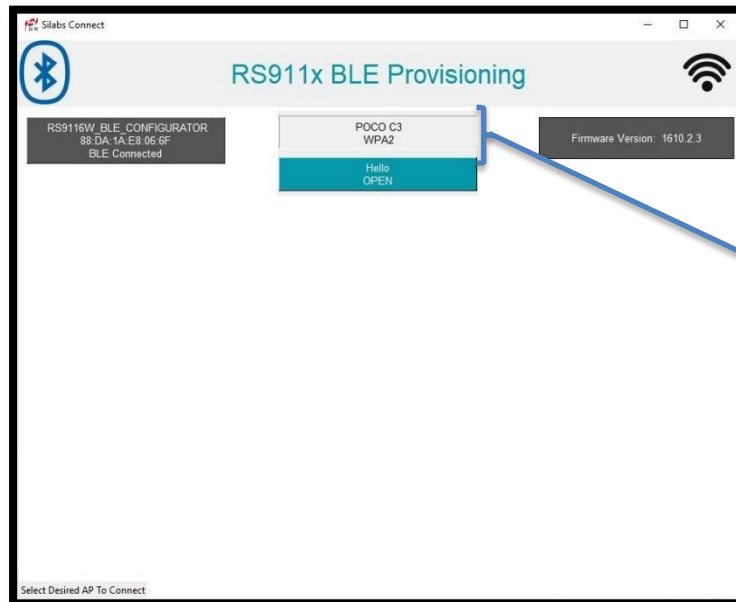 Silabs Connect
RS911x BLE Provisioning
RS9116W_BLE_CONFIGURATOR
88:DA:1A:E8:06:6F
BLE Connected
POCO C3
WPA2
Hello
OPEN
Firmware Version: 1610.2.3
Select Desired AP To Connect